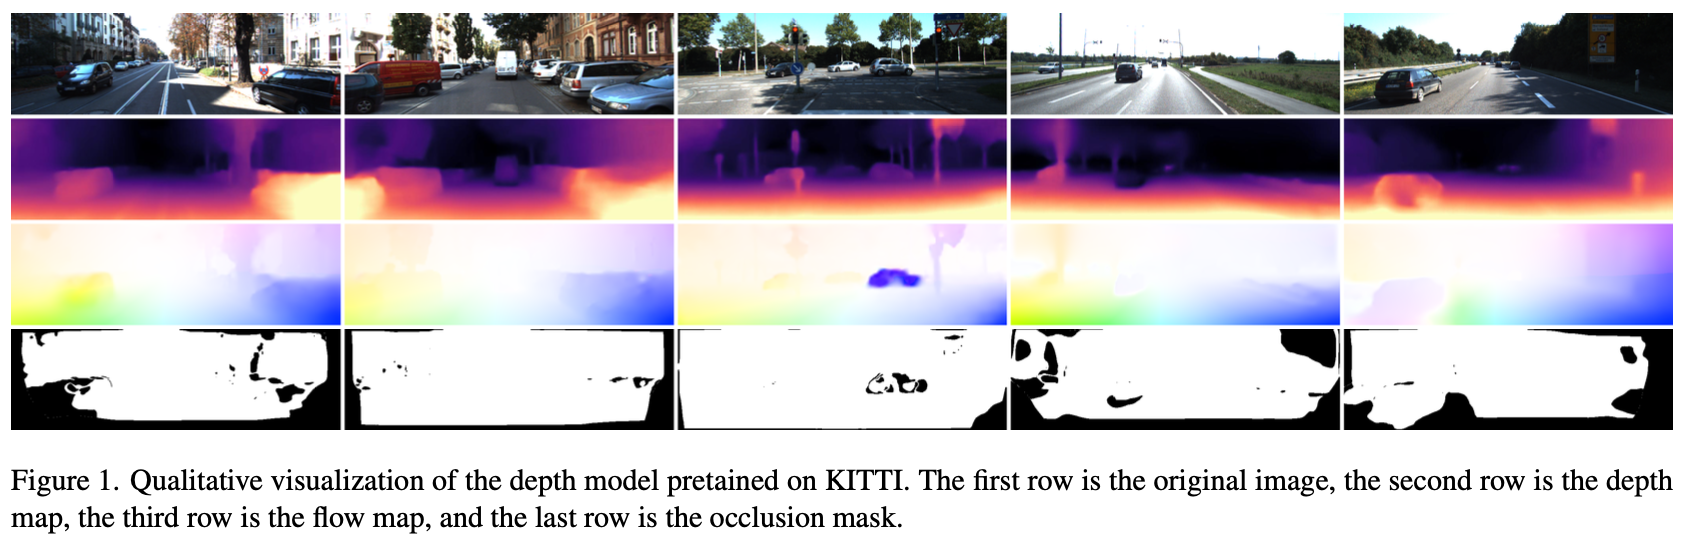 Figure 1. Qualitative visualization of the depth model pretained on KITTI. The first row is the original image, the second row is the depth
map, the third row is the flow map, and the last row is the occlusion mask.